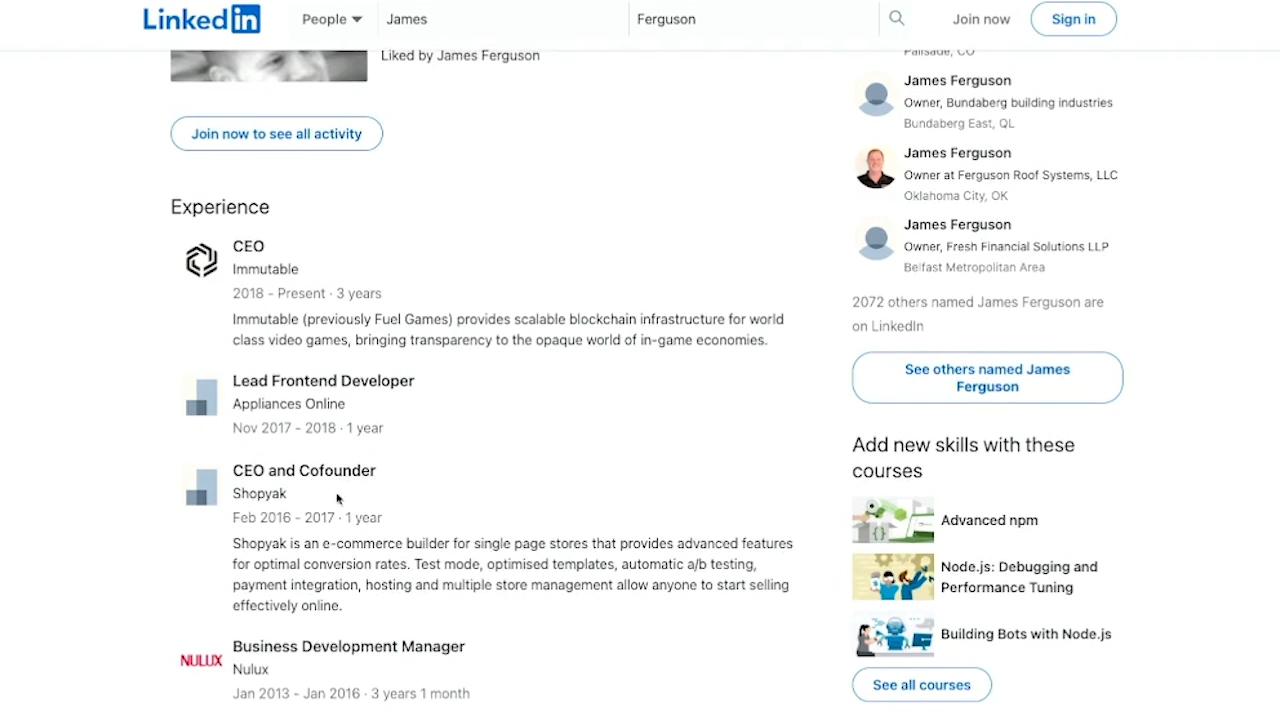 LinkedIn
People
James
Ferguson
Join now
Sign in
Liked by James Ferguson
Join now to see all activity
Experience
CEO
Immutable
2018 - Present · 3 years
Immutable (previously Fuel Games) provides scalable blockchain infrastructure for world
class video games, bringing transparency to the opaque world of in-game economies.
Lead Frontend Developer
Appliances Online
Nov 2017 - 2018 · 1 year
CEO and Cofounder
Shopyak
Feb 2016 - 2017 · 1 year
Shopyak is an e-commerce builder for single page stores that provides advanced features
for optimal conversion rates. Test mode, optimised templates, automatic a/b testing,
payment integration, hosting and multiple store management allow anyone to start selling
effectively online.
NULUX
Business Development Manager
Nulux
Jan 2013 - Jan 2016 · 3 years 1 month
Palisade, CO
James Ferguson
Owner, Bundaberg building industries
Bundaberg East, QL
James Ferguson
Owner at Ferguson Roof Systems, LLC
Oklahoma City, OK
James Ferguson
Owner, Fresh Financial Solutions LLP
Belfast Metropolitan Area
2072 others named James Ferguson are
on LinkedIn
See others named James
Ferguson
Add new skills with these
courses
Advanced npm
Node.js: Debugging and
Performance Tuning
Building Bots with Node.js
See all courses